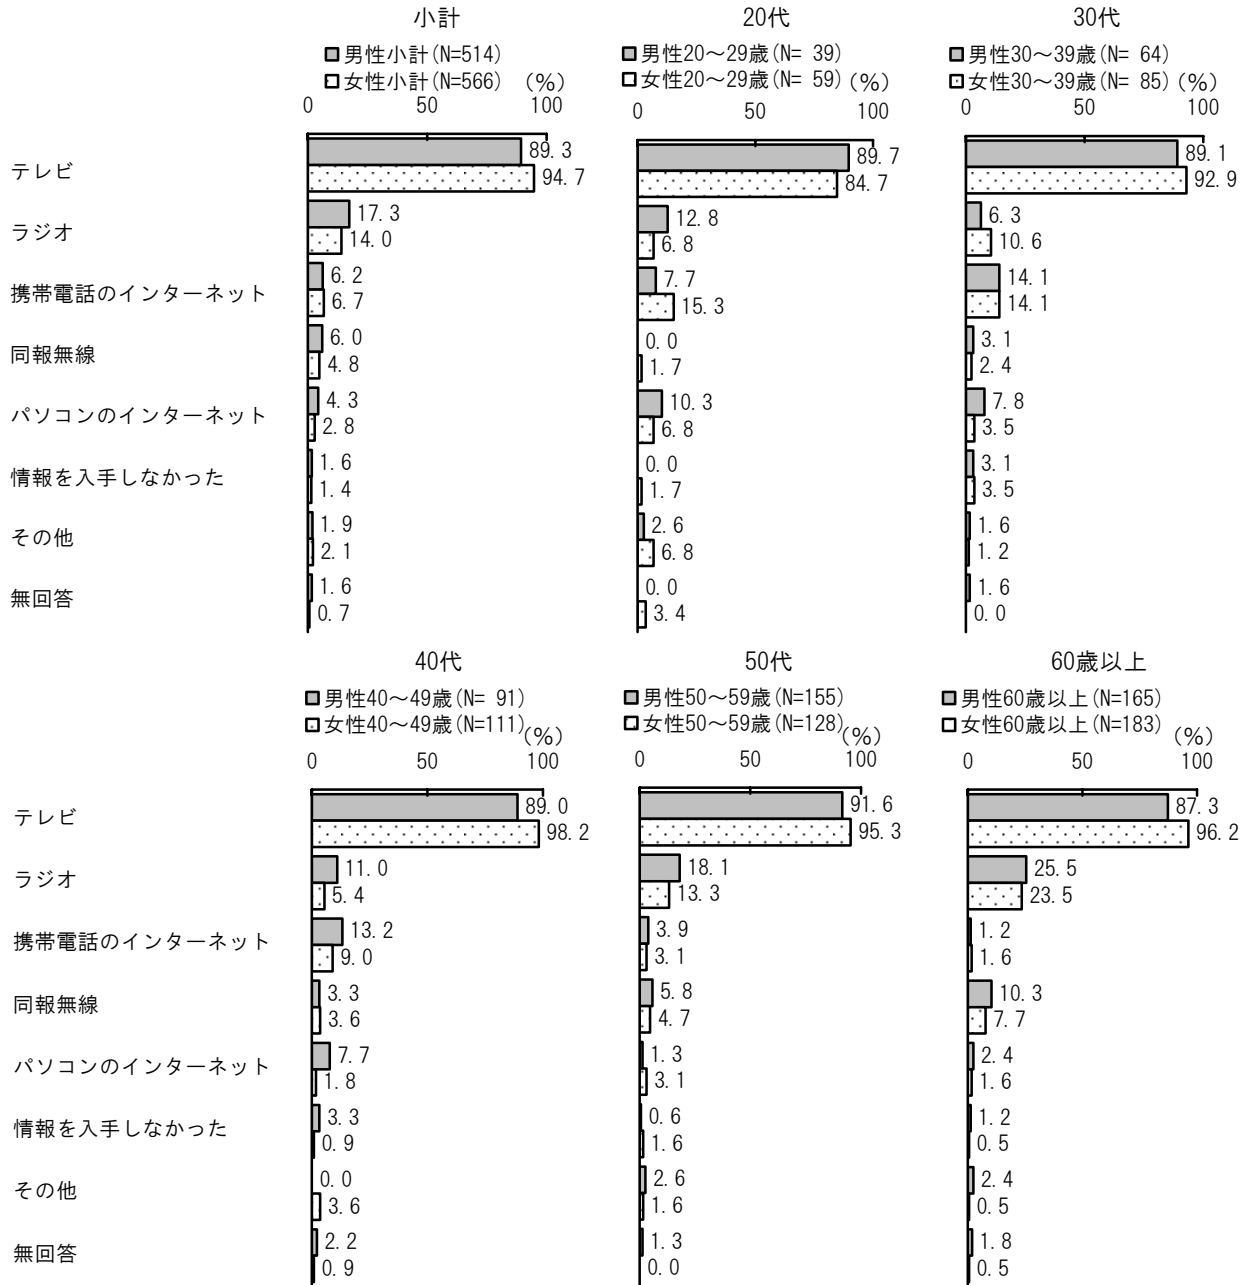 小計
■男性小計(N=514)
□女性小計(N=566) (%)
0 50 100
20代
■男性20～29歳(N= 39)
□女性20～29歳(N= 59)(%)
0 50 100
30代
■男性30～39歳(N= 64)
□女性30～39歳(N= 85)(%)
0 50 100
テレビ
89.3
94.7
89.7
84.7
89.1
92.9
ラジオ
17.3
14.0
12.8
6.8
6.3
10.6
携帯電話のインターネット
6.2
6.7
7.7
15.3
14.1
14.1
同報無線
6.0
4.8
0.0
1.7
3.1
2.4
パソコンのインターネット
4.3
2.8
10.3
6.8
7.8
3.5
情報を入手しなかった
1.6
1.4
0.0
1.7
3.1
3.5
その他
1.9
2.1
2.6
6.8
1.6
1.2
無回答
1.6
0.7
0.0
3.4
1.6
0.0
40代
■男性40～49歳(N= 91)
□女性40～49歳(N=111)(%)
0 50 100
50代
■男性50～59歳(N=155)
□女性50～59歳(N=128)(%)
0 50 100
60歳以上
■男性60歳以上(N=165)
□女性60歳以上(N=183) (%)
0 50 100
テレビ
89.0
98.2
91.6
95.3
87.3
96.2
ラジオ
11.0
5.4
18.1
13.3
25.5
23.5
携帯電話のインターネット
13.2
9.0
3.9
3.1
1.2
1.6
同報無線
3.3
3.6
5.8
4.7
10.3
7.7
パソコンのインターネット
7.7
1.8
1.3
3.1
2.4
1.6
情報を入手しなかった
3.3
0.9
0.6
1.6
1.2
0.5
その他
0.0
3.6
2.6
1.6
2.4
0.5
無回答
2.2
0.9
1.3
0.0
1.8
0.5